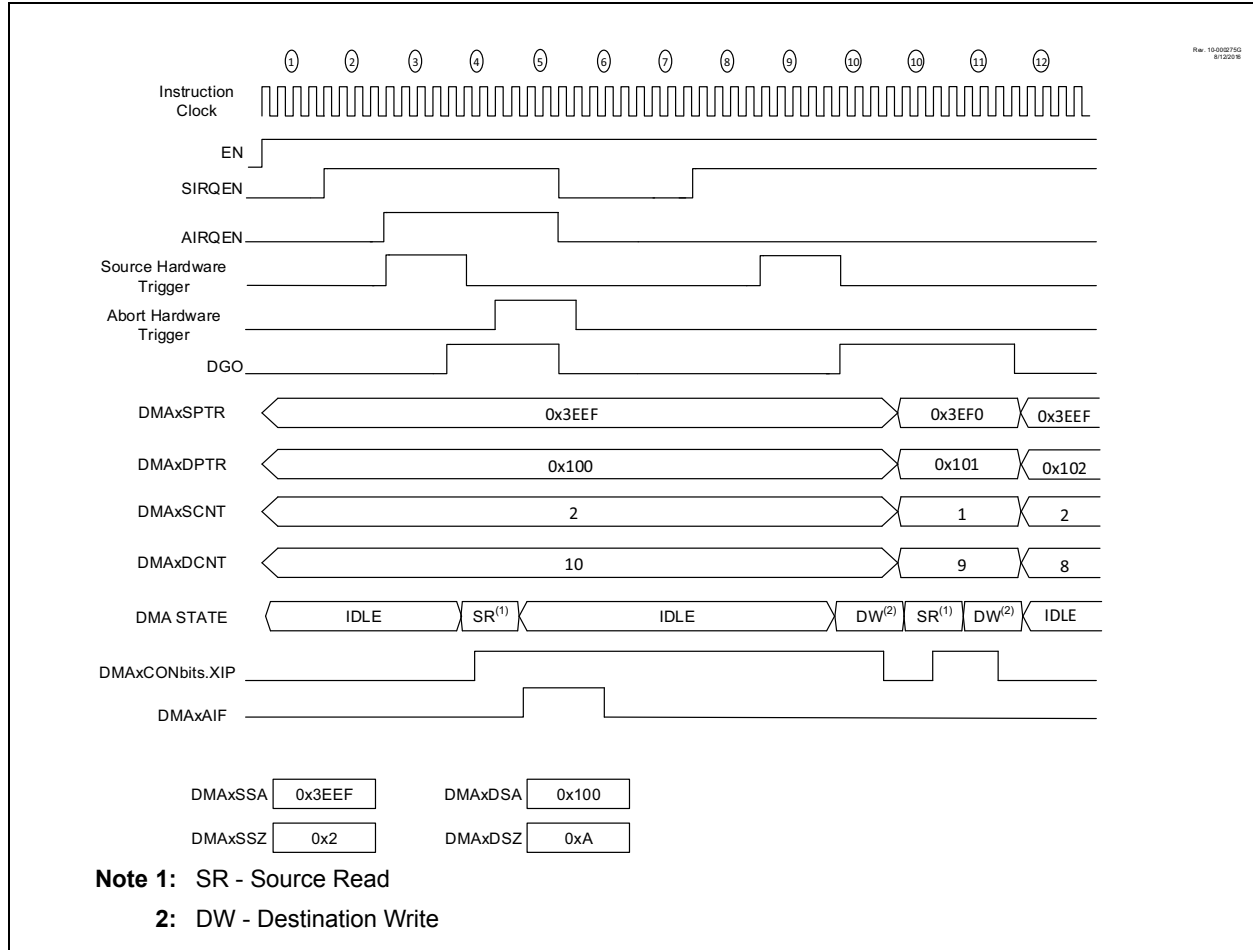 Rev. 10-000275G
8/12/2016
1 2 3 4 5 6 7 8 9 10 10 11 12
Instruction
Clock
EN
SIRQEN
AIRQEN
Source Hardware
Trigger
Abort Hardware
Trigger
DGO
DMAxSPTR 0x3EEF 0x3EF0 0x3EEF
DMAxDPTR 0x100 0x101 0x102
DMAxSCNT 2 1 2
DMAxDCNT 10 9 8
DMA STATE IDLE SR(1) IDLE DW(2) SR(1) DW(2) IDLE
DMAxCONbits.XIP
DMAxAIF
DMAxSSA 0x3EEF DMAxDSA 0x100
DMAxSSZ 0x2 DMAxDSZ 0xA
Note 1: SR - Source Read
2: DW - Destination Write